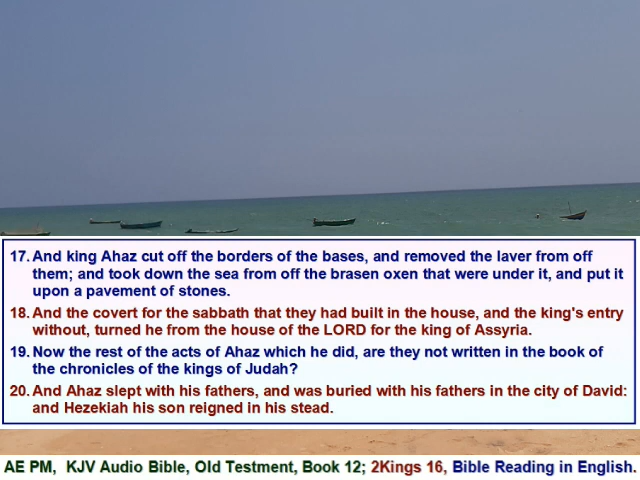 17. And king Ahaz cut off the borders of the bases, and removed the laver from off
them; and took down the sea from off the brasen oxen that were under it, and put it
upon a pavement of stones.
18. And the covert for the sabbath that they had built in the house, and the king's entry
without, turned he from the house of the LORD for the king of Assyria.
19. Now the rest of the acts of Ahaz which he did, are they not written in the book of
the chronicles of the kings of Judah?
20. And Ahaz slept with his fathers, and was buried with his fathers in the city of David:
and Hezekiah his son reigned in his stead.
AE PM, KJV Audio Bible, Old Testment, Book 12; 2Kings 16, Bible Reading in English.